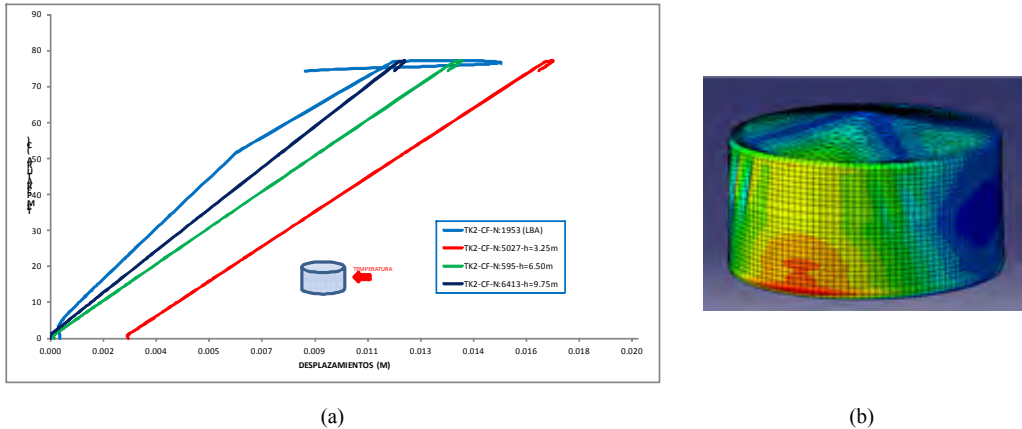 90
80
70
60
50
40
30
20
10
0
0.000 0.002 0.004 0.005 0.007 0.009 0.011 0.013 0.014 0.016 0.018 0.020
DESPLAZAMIENTOS (M)
TK2-CF-N:1953 (LBA)
TK2-CF-N:5027-h=3.25m
TK2-CF-N:595-h=6.50m
TK2-CF-N:6413-h=9.75m
TEMPERATURA
(a)
(b)